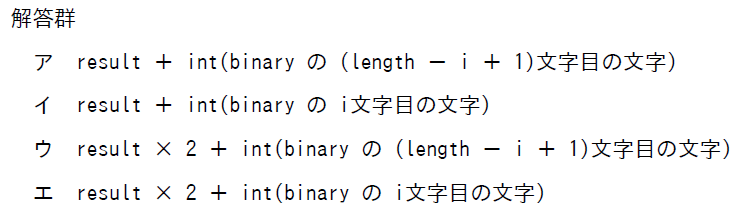 解答群
ア result + int(binary の (length - i + 1)文字目の文字)
イ result + int(binary の i文字目の文字)
ウ result × 2 + int(binary の (length - i + 1)文字目の文字)
エ result × 2 + int(binary の i文字目の文字)